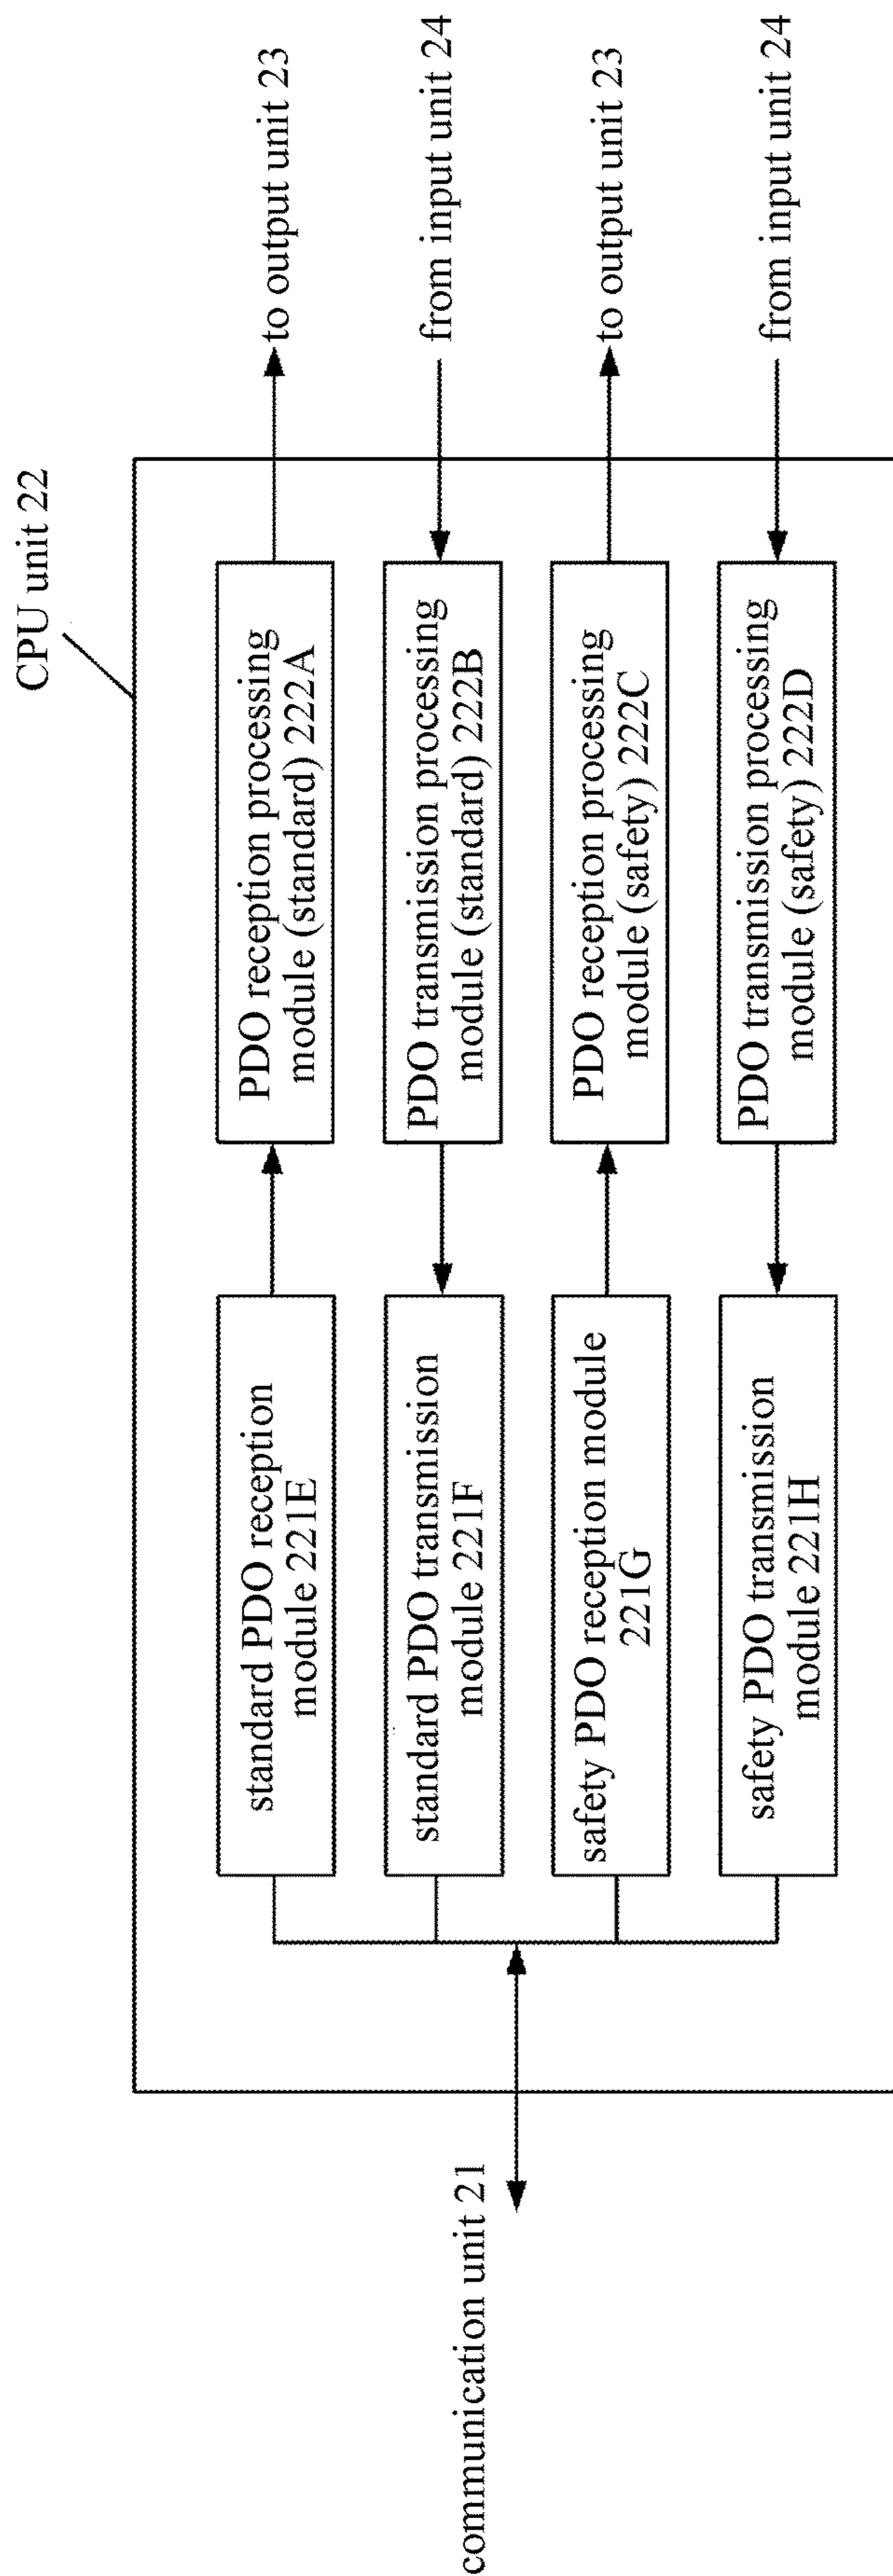 CPU unit 22
communication unit 21
standard PDO reception
module 221E
PDO reception processing
module (standard) 222A
to output unit 23
standard PDO transmission
module 221F
PDO transmission processing
module (standard) 222B
from input unit 24
safety PDO reception module
221G
PDO reception processing
module (safety) 222C
to output unit 23
safety PDO transmission
module 221H
PDO transmission processing
module (safety) 222D
from input unit 24